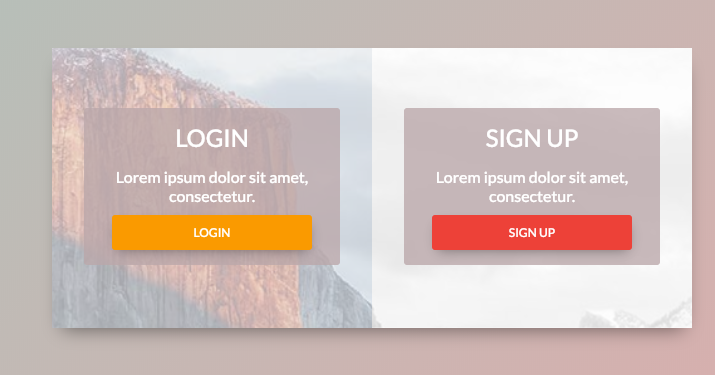 LOGIN
Lorem ipsum dolor sit amet,
consectetur.
LOGIN
SIGN UP
Lorem ipsum dolor sit amet,
consectetur.
SIGN UP